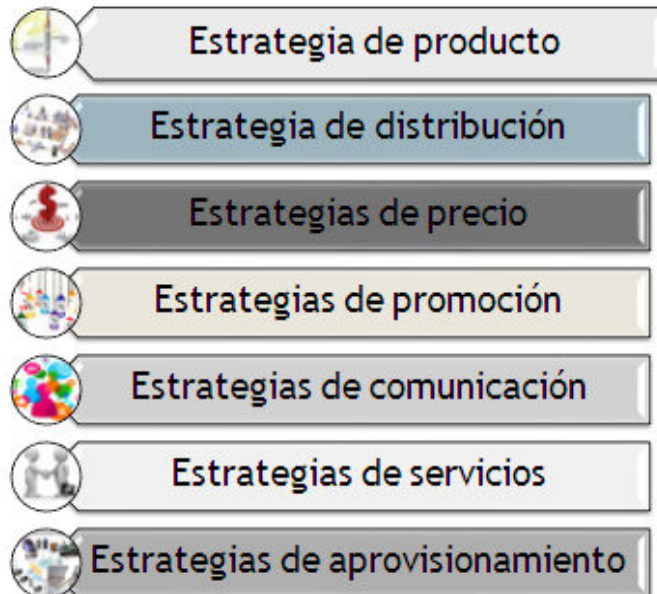 Estrategia de producto
Estrategia de distribución
Estrategias de precio
Estrategias de promoción
Estrategias de comunicación
Estrategias de servicios
Estrategias de aprovisionamiento